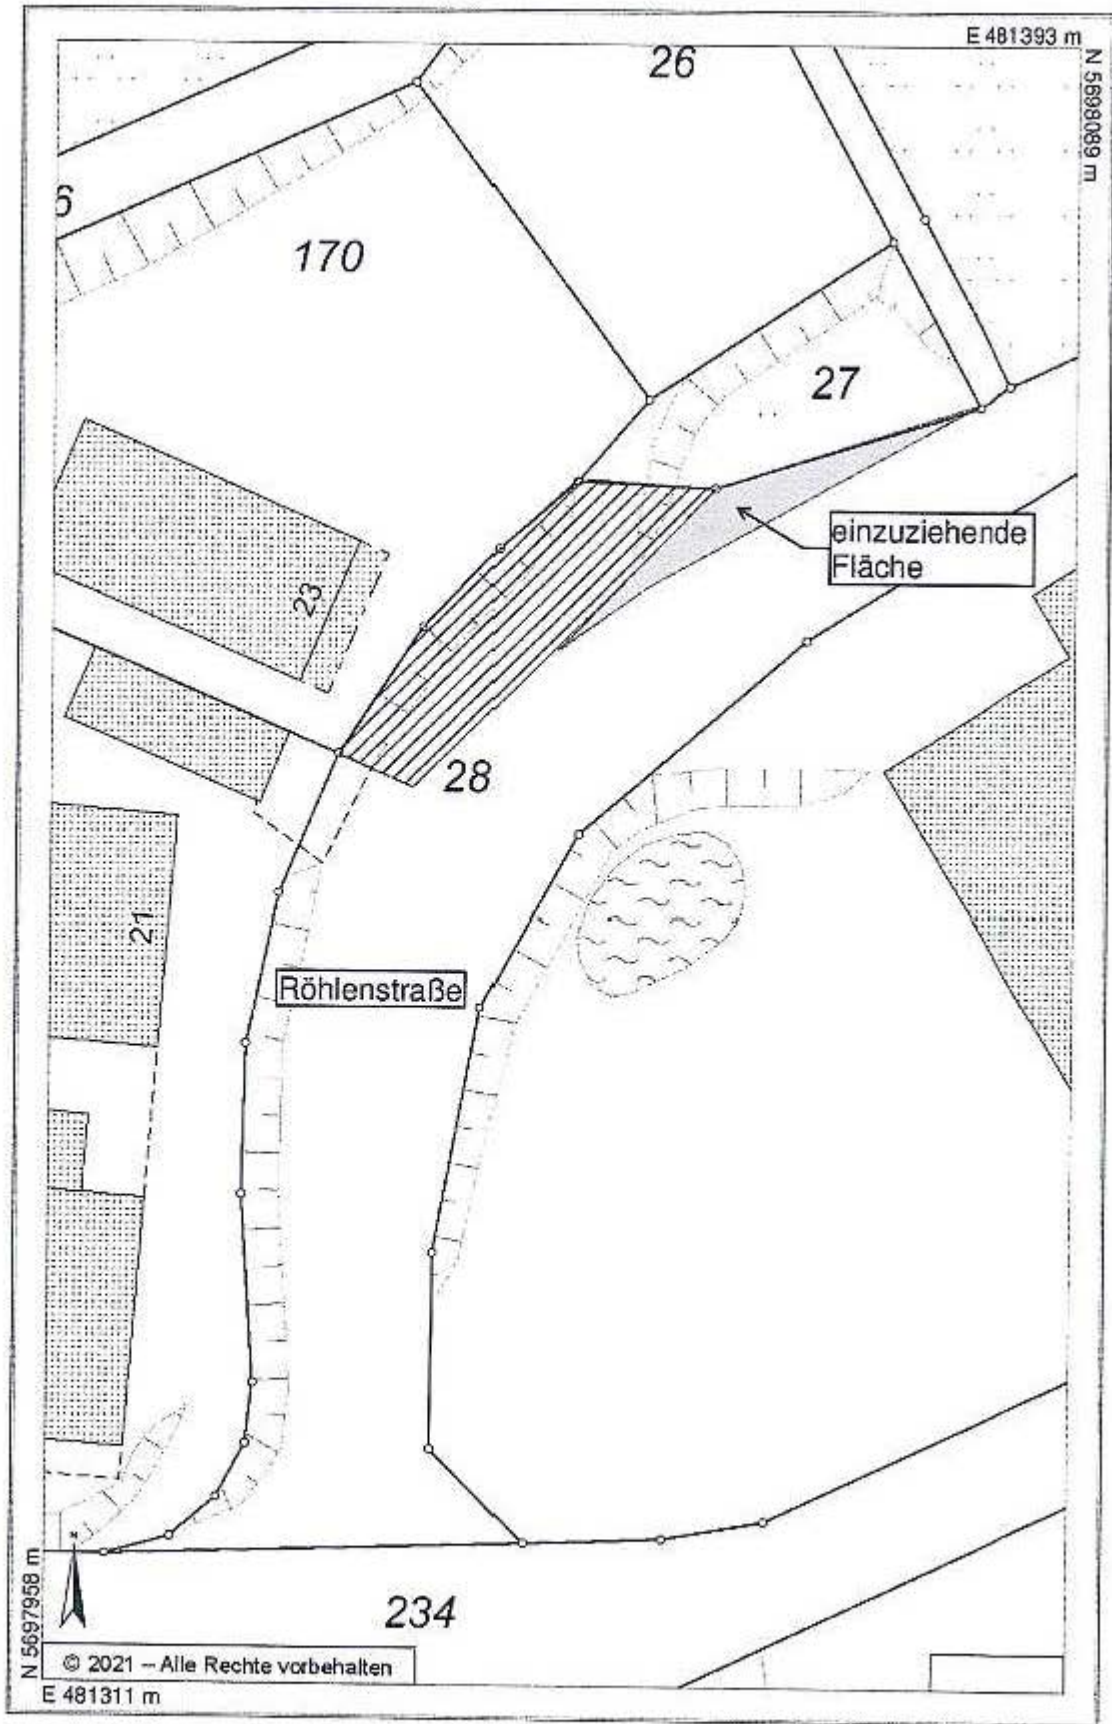 E 481393 m
N 5698089 m
26
6
170
27
einzuziehende
Fläche
23
28
21
Röhlenstraße
N
234
N 5697958 m
© 2021 – Alle Rechte vorbehalten
E 481311 m